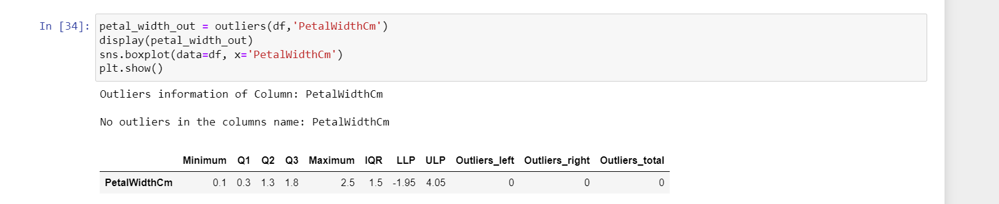 In [34]: petal_width_out = outliers(df,'PetalWidthCm')
display(petal_width_out)
sns.boxplot(data=df, x='PetalWidthCm')
plt.show()
Outliers information of Column: PetalWidthCm
No outliers in the columns name: PetalWidthCm
Minimum Q1 Q2 Q3 Maximum IQR LLP ULP Outliers_left Outliers_right Outliers_total
PetalWidthCm 0.1 0.3 1.3 1.8 2.5 1.5 -1.95 4.05 0 0 0